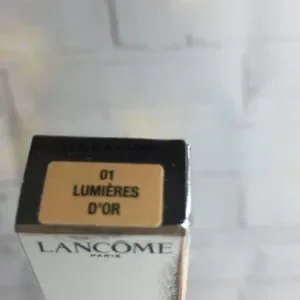 01
LUMIÈRES
D'OR
LANCÔME
PARIS